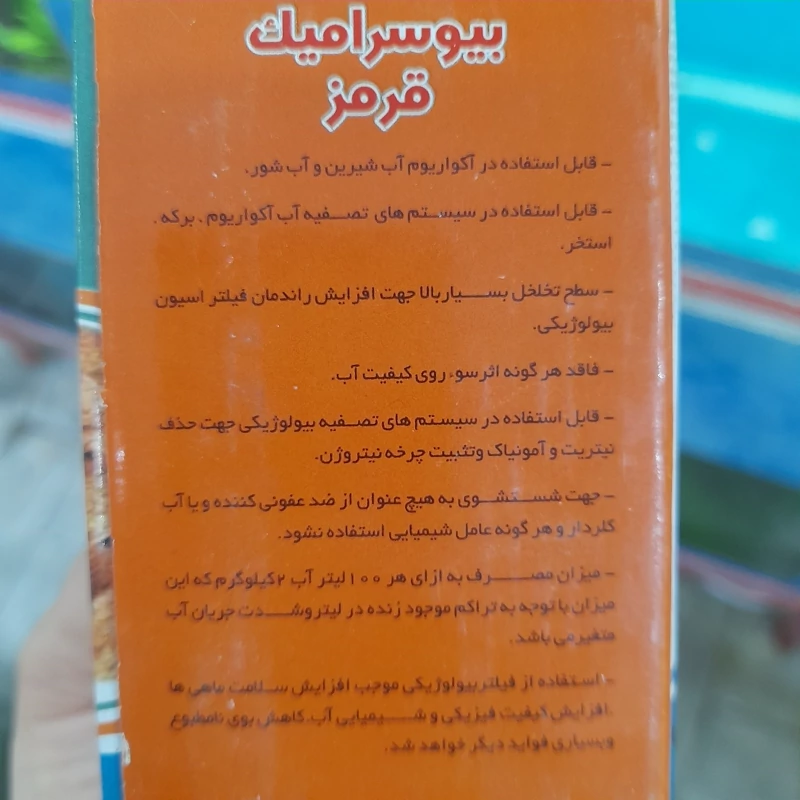 بیوسرامیك
قرمز
- قابل استفاده در آکواریوم آب شیرین و آب شور.
- قابل استفاده در سیستم های تصفیه آب آکواریوم . برکه .
استخر.
- سطح تخلخل بسیار بالا جهت افزایش راندمان فیلتر اسیون
بیولوژیکی.
- فاقد هر گونه اثرسوء روی کیفیت آب.
- قابل استفاده در سیستم های تصفیه بیولوژیکی جهت حذف
نیتریت و آمونیاک وتثبیت چرخه نیتروژن.
- جهت شستشوی به هیچ عنوان از ضد عفونی کننده و یا آب
کلردار و هر گونه عامل شیمیایی استفاده نشود.
- میزان مصرف به ازای هر ۱۰۰ لیتر آب ۲کیلوگرم که این
میزان با توجه به تراکم موجود زنده در لیتر وشدت جریان آب
متغیر می باشد.
- استفاده از فیلتر بیولوژیکی موجب افزایش سلامت ماهی ها
.افزایش کیفیت فیزیکی و شیمیایی آب.کاهش بوی نامطبوع
وبسیاری فواید دیگر خواهد شد.